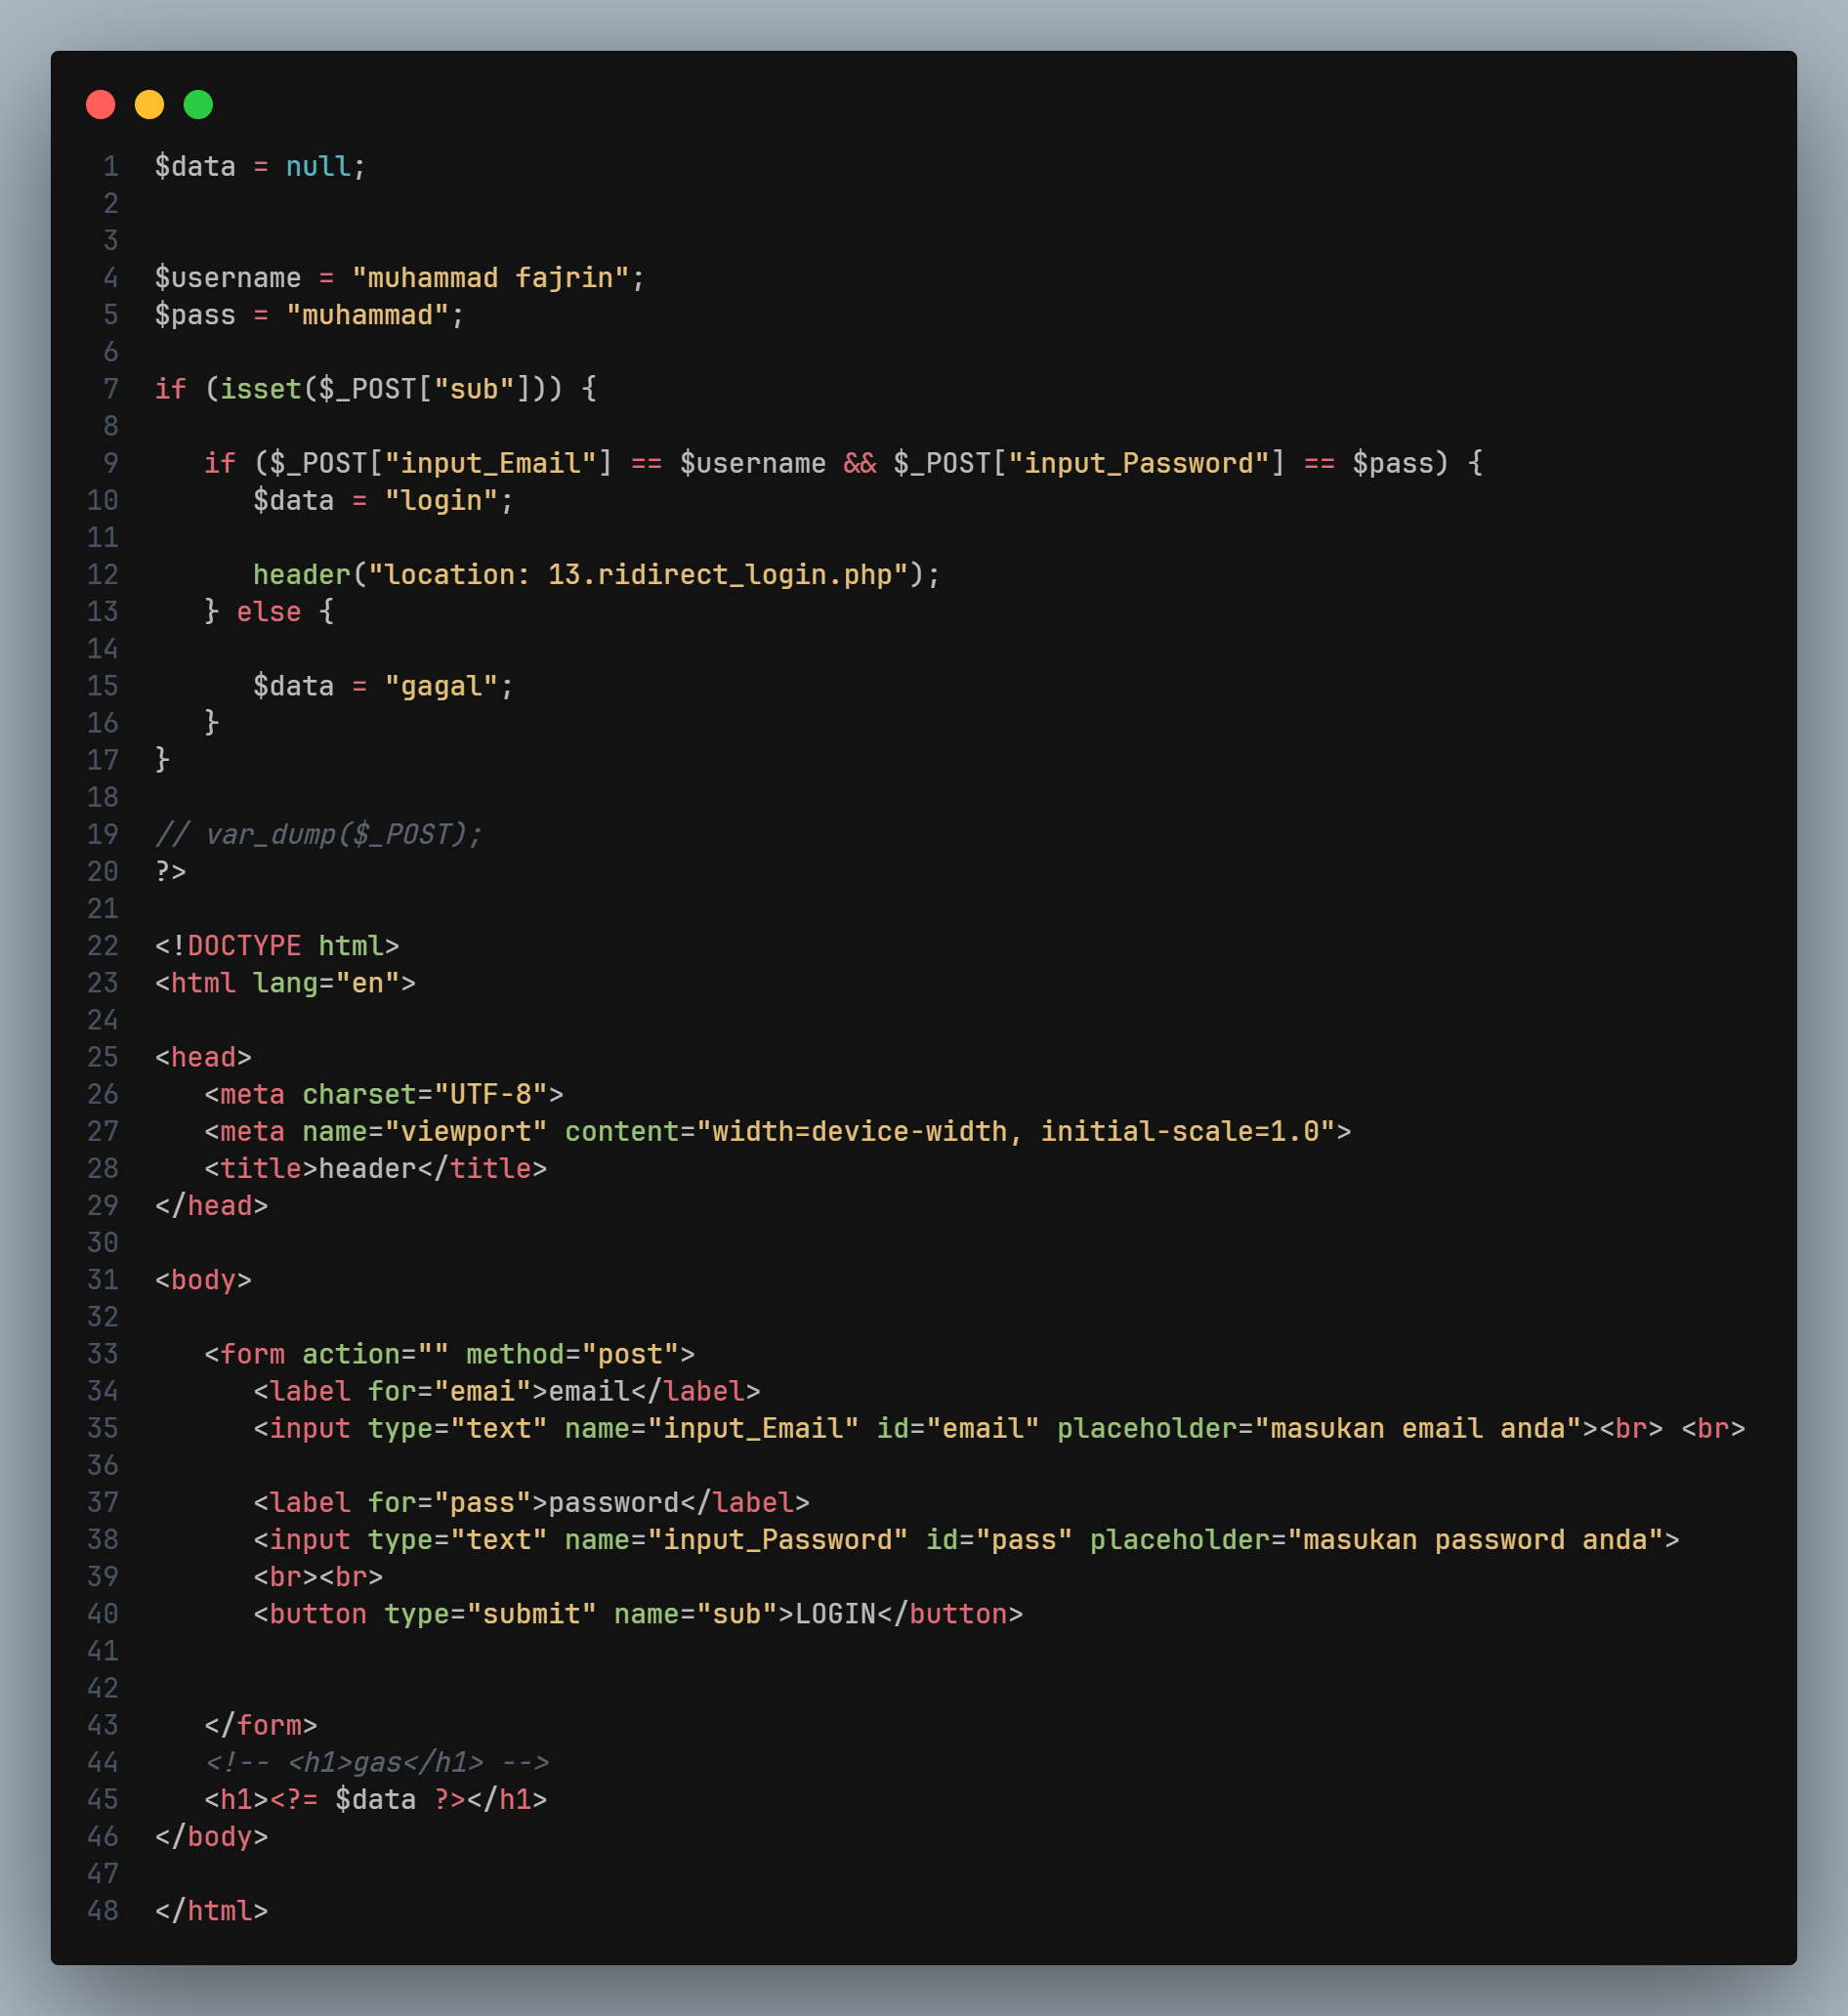 1 $data = null;
2
3
4 $username = "muhammad fajrin";
5 $pass = "muhammad";
6
7 if (isset($_POST["sub"])) {
8
9    if ($_POST["input_Email"] == $username && $_POST["input_Password"] == $pass) {
10       $data = "login";
11
12       header("location: 13.ridirect_login.php");
13    } else {
14
15       $data = "gagal";
16    }
17 }
18
19 // var_dump($_POST);
20 ?>
21
22 <!DOCTYPE html>
23 <html lang="en">
24
25 <head>
26    <meta charset="UTF-8">
27    <meta name="viewport" content="width=device-width, initial-scale=1.0">
28    <title>header</title>
29 </head>
30
31 <body>
32
33    <form action="" method="post">
34       <label for="emai">email</label>
35       <input type="text" name="input_Email" id="email" placeholder="masukan email anda"><br> <br>
36
37       <label for="pass">password</label>
38       <input type="text" name="input_Password" id="pass" placeholder="masukan password anda">
39       <br><br>
40       <button type="submit" name="sub">LOGIN</button>
41
42
43    </form>
44    <!-- <h1>gas</h1> -->
45    <h1><?= $data ?></h1>
46 </body>
47
48 </html>